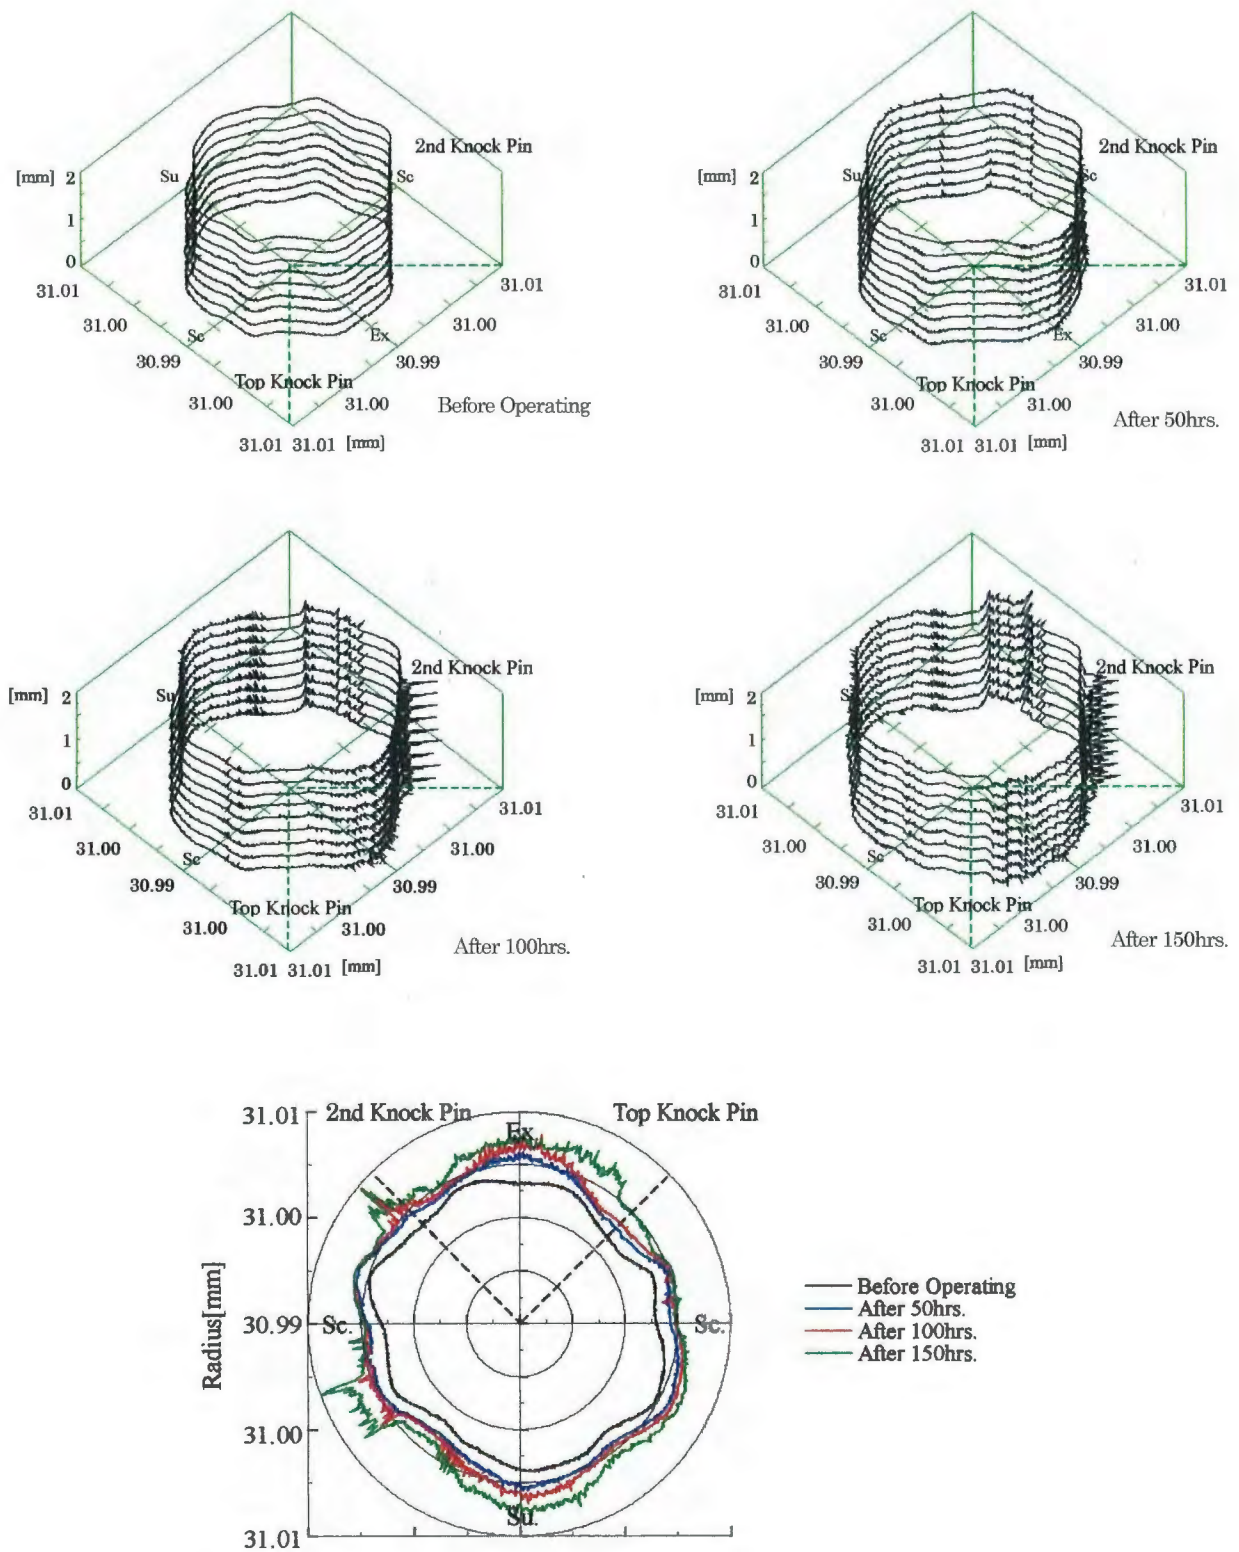 2nd Knock Pin
[mm] 2
Su
Sc
1
0
31.01
31.01
31.00
31.00
Sc
Ex
30.99
30.99
Top Knock Pin
31.00
31.00
Before Operating
31.01 31.01 [mm]
2nd Knock Pin
[mm] 2
Su
Sc
1
0
31.01
31.01
31.00
31.00
Sc
Ex
30.99
30.99
Top Knock Pin
31.00
31.00
After 50hrs.
31.01 31.01 [mm]
2nd Knock Pin
[mm] 2
Su
1
0
31.01
31.01
31.00
31.00
Sc
Ex
30.99
30.99
Top Knock Pin
31.00
31.00
After 100hrs.
31.01 31.01 [mm]
2nd Knock Pin
[mm] 2
1
0
31.01
31.01
31.00
31.00
Sc
Ex
30.99
30.99
Top Knock Pin
31.00
31.00
After 150hrs.
31.01 31.01 [mm]
31.01
2nd Knock Pin
Top Knock Pin
Ex.
31.00
Radius[mm]
30.99
Sc.
Sc.
31.00
Su.
31.01
Before Operating
After 50hrs.
After 100hrs.
After 150hrs.